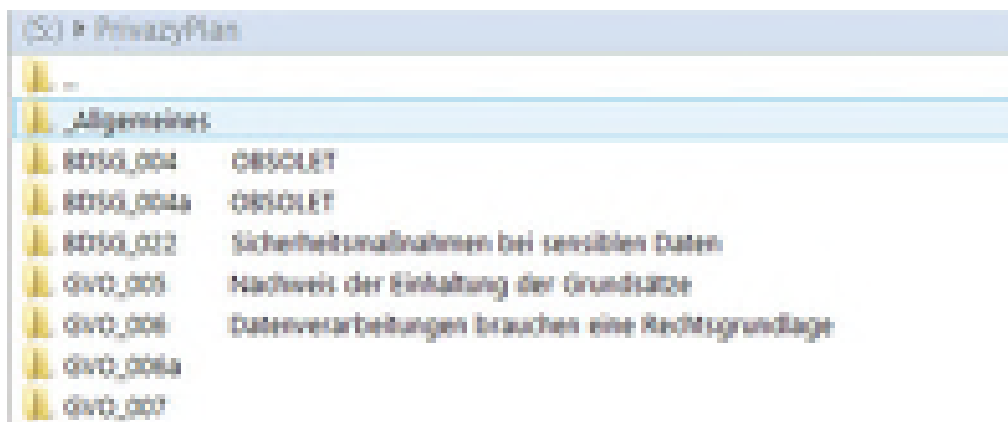 (S:) ▸ PrivazyPlan
..
_Allgemeines
BDSG_004 OBSOLET
BDSG_004a OBSOLET
BDSG_022 Sicherheitsmaßnahmen bei sensiblen Daten
GVO_005 Nachweis der Einhaltung der Grundsätze
GVO_006 Datenverarbeitungen brauchen eine Rechtsgrundlage
GVO_006a
GVO_007